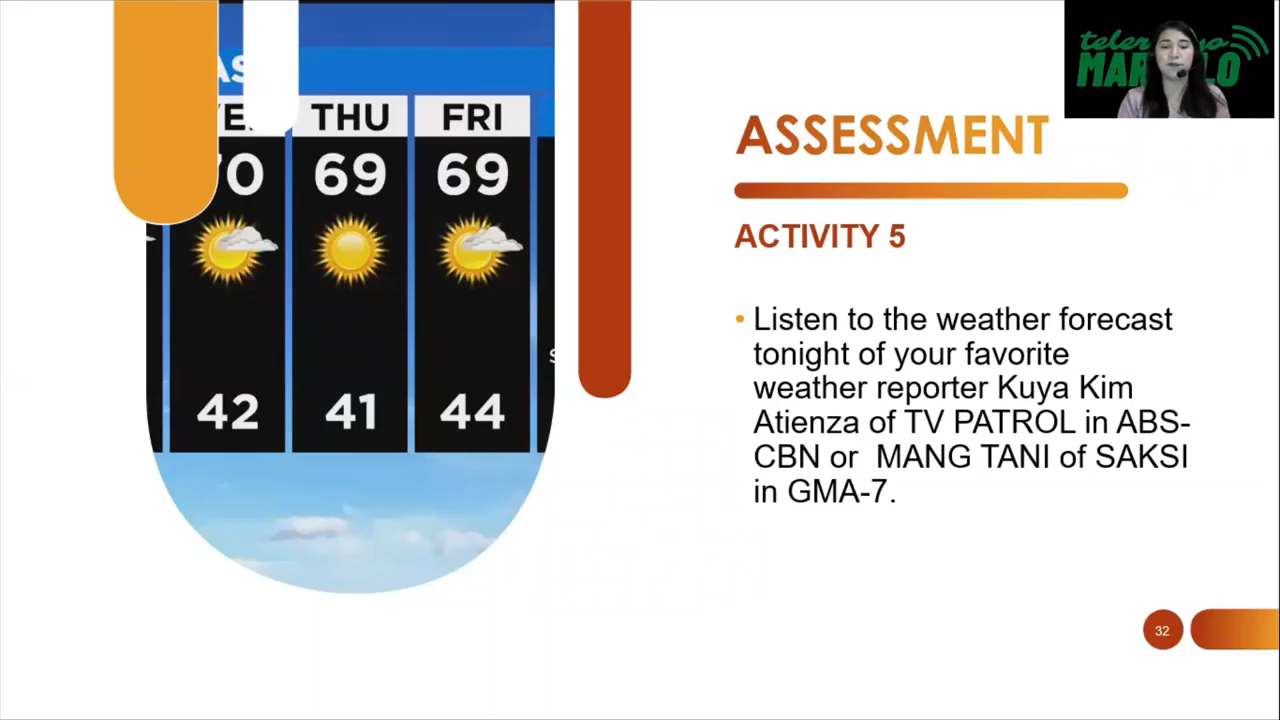 THU
FRI
69
69
42
41
44
ASSESSMENT
ACTIVITY 5
• Listen to the weather forecast
tonight of your favorite
weather reporter Kuya Kim
Atienza of TV PATROL in ABS-
CBN or MANG TANI of SAKSI
in GMA-7.
32